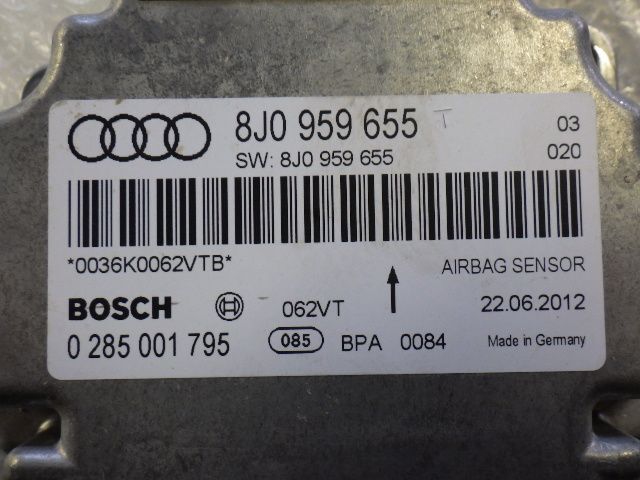 8J0 959 655 T 03
SW: 8J0 959 655 020
*0036K0062VTB* AIRBAG SENSOR
BOSCH 062VT 22.06.2012
0 285 001 795 085 BPA 0084 Made in Germany